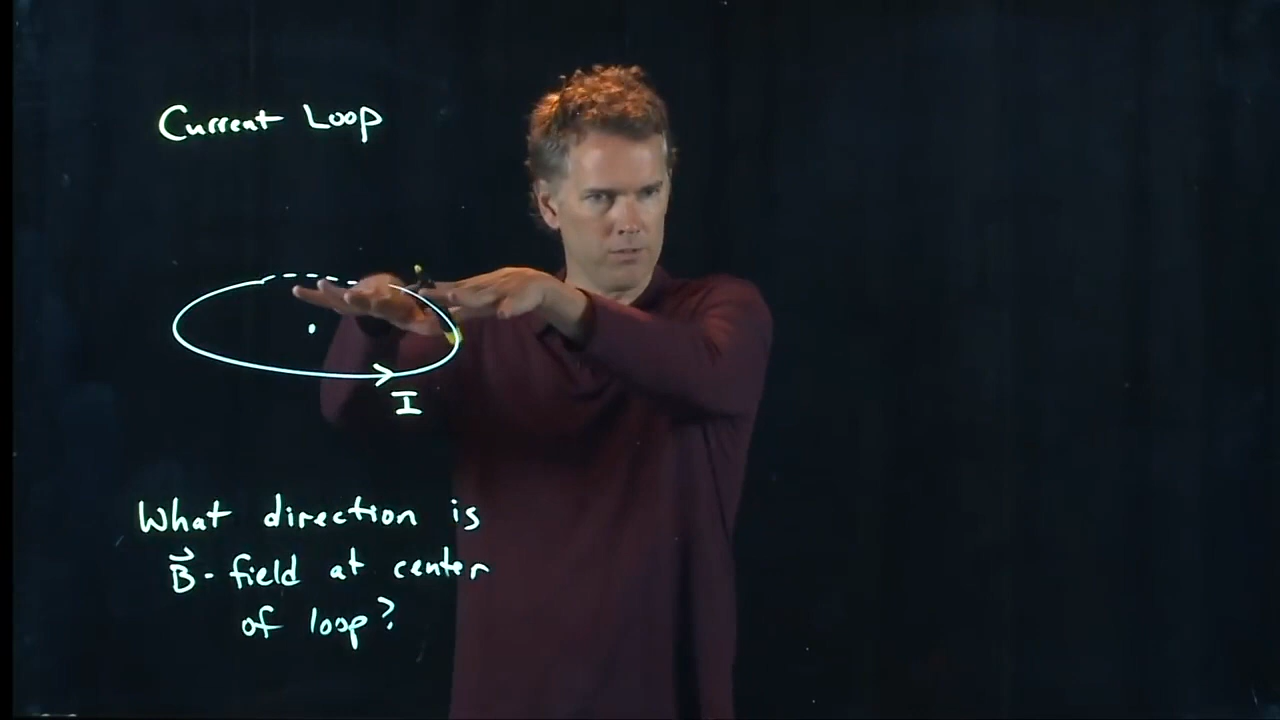 Current Loop
I
What direction is
B⃗-field at center
of loop?